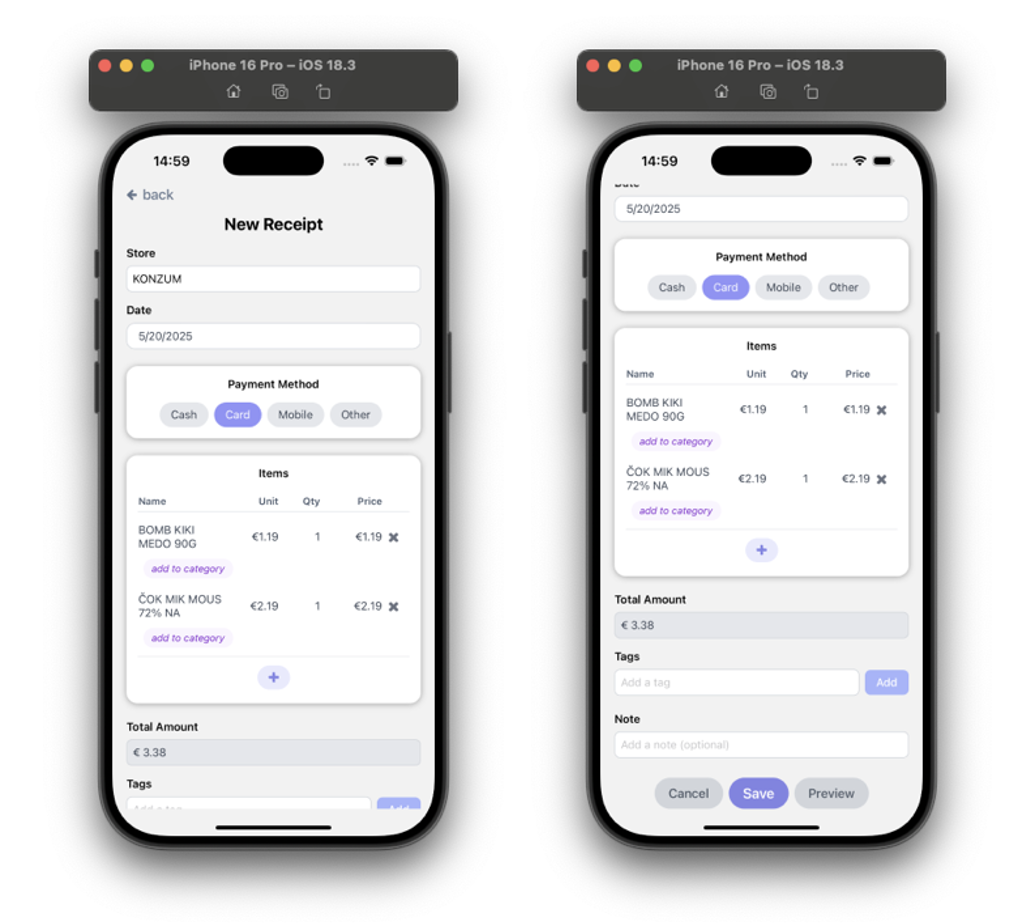 iPhone 16 Pro – iOS 18.3
14:59
back
New Receipt
Store
KONZUM
Date
5/20/2025
Payment Method
Cash Card Mobile Other
Items
Name Unit Qty Price
BOMB KIKI
MEDO 90G
€1.19 1 €1.19
add to category
ČOK MIK MOUS
72% NA
€2.19 1 €2.19
add to category
+
Total Amount
€ 3.38
Tags
Add a tag Add
iPhone 16 Pro – iOS 18.3
14:59
Date
5/20/2025
Payment Method
Cash Card Mobile Other
Items
Name Unit Qty Price
BOMB KIKI
MEDO 90G
€1.19 1 €1.19
add to category
ČOK MIK MOUS
72% NA
€2.19 1 €2.19
add to category
+
Total Amount
€ 3.38
Tags
Add a tag Add
Note
Add a note (optional)
Cancel Save Preview